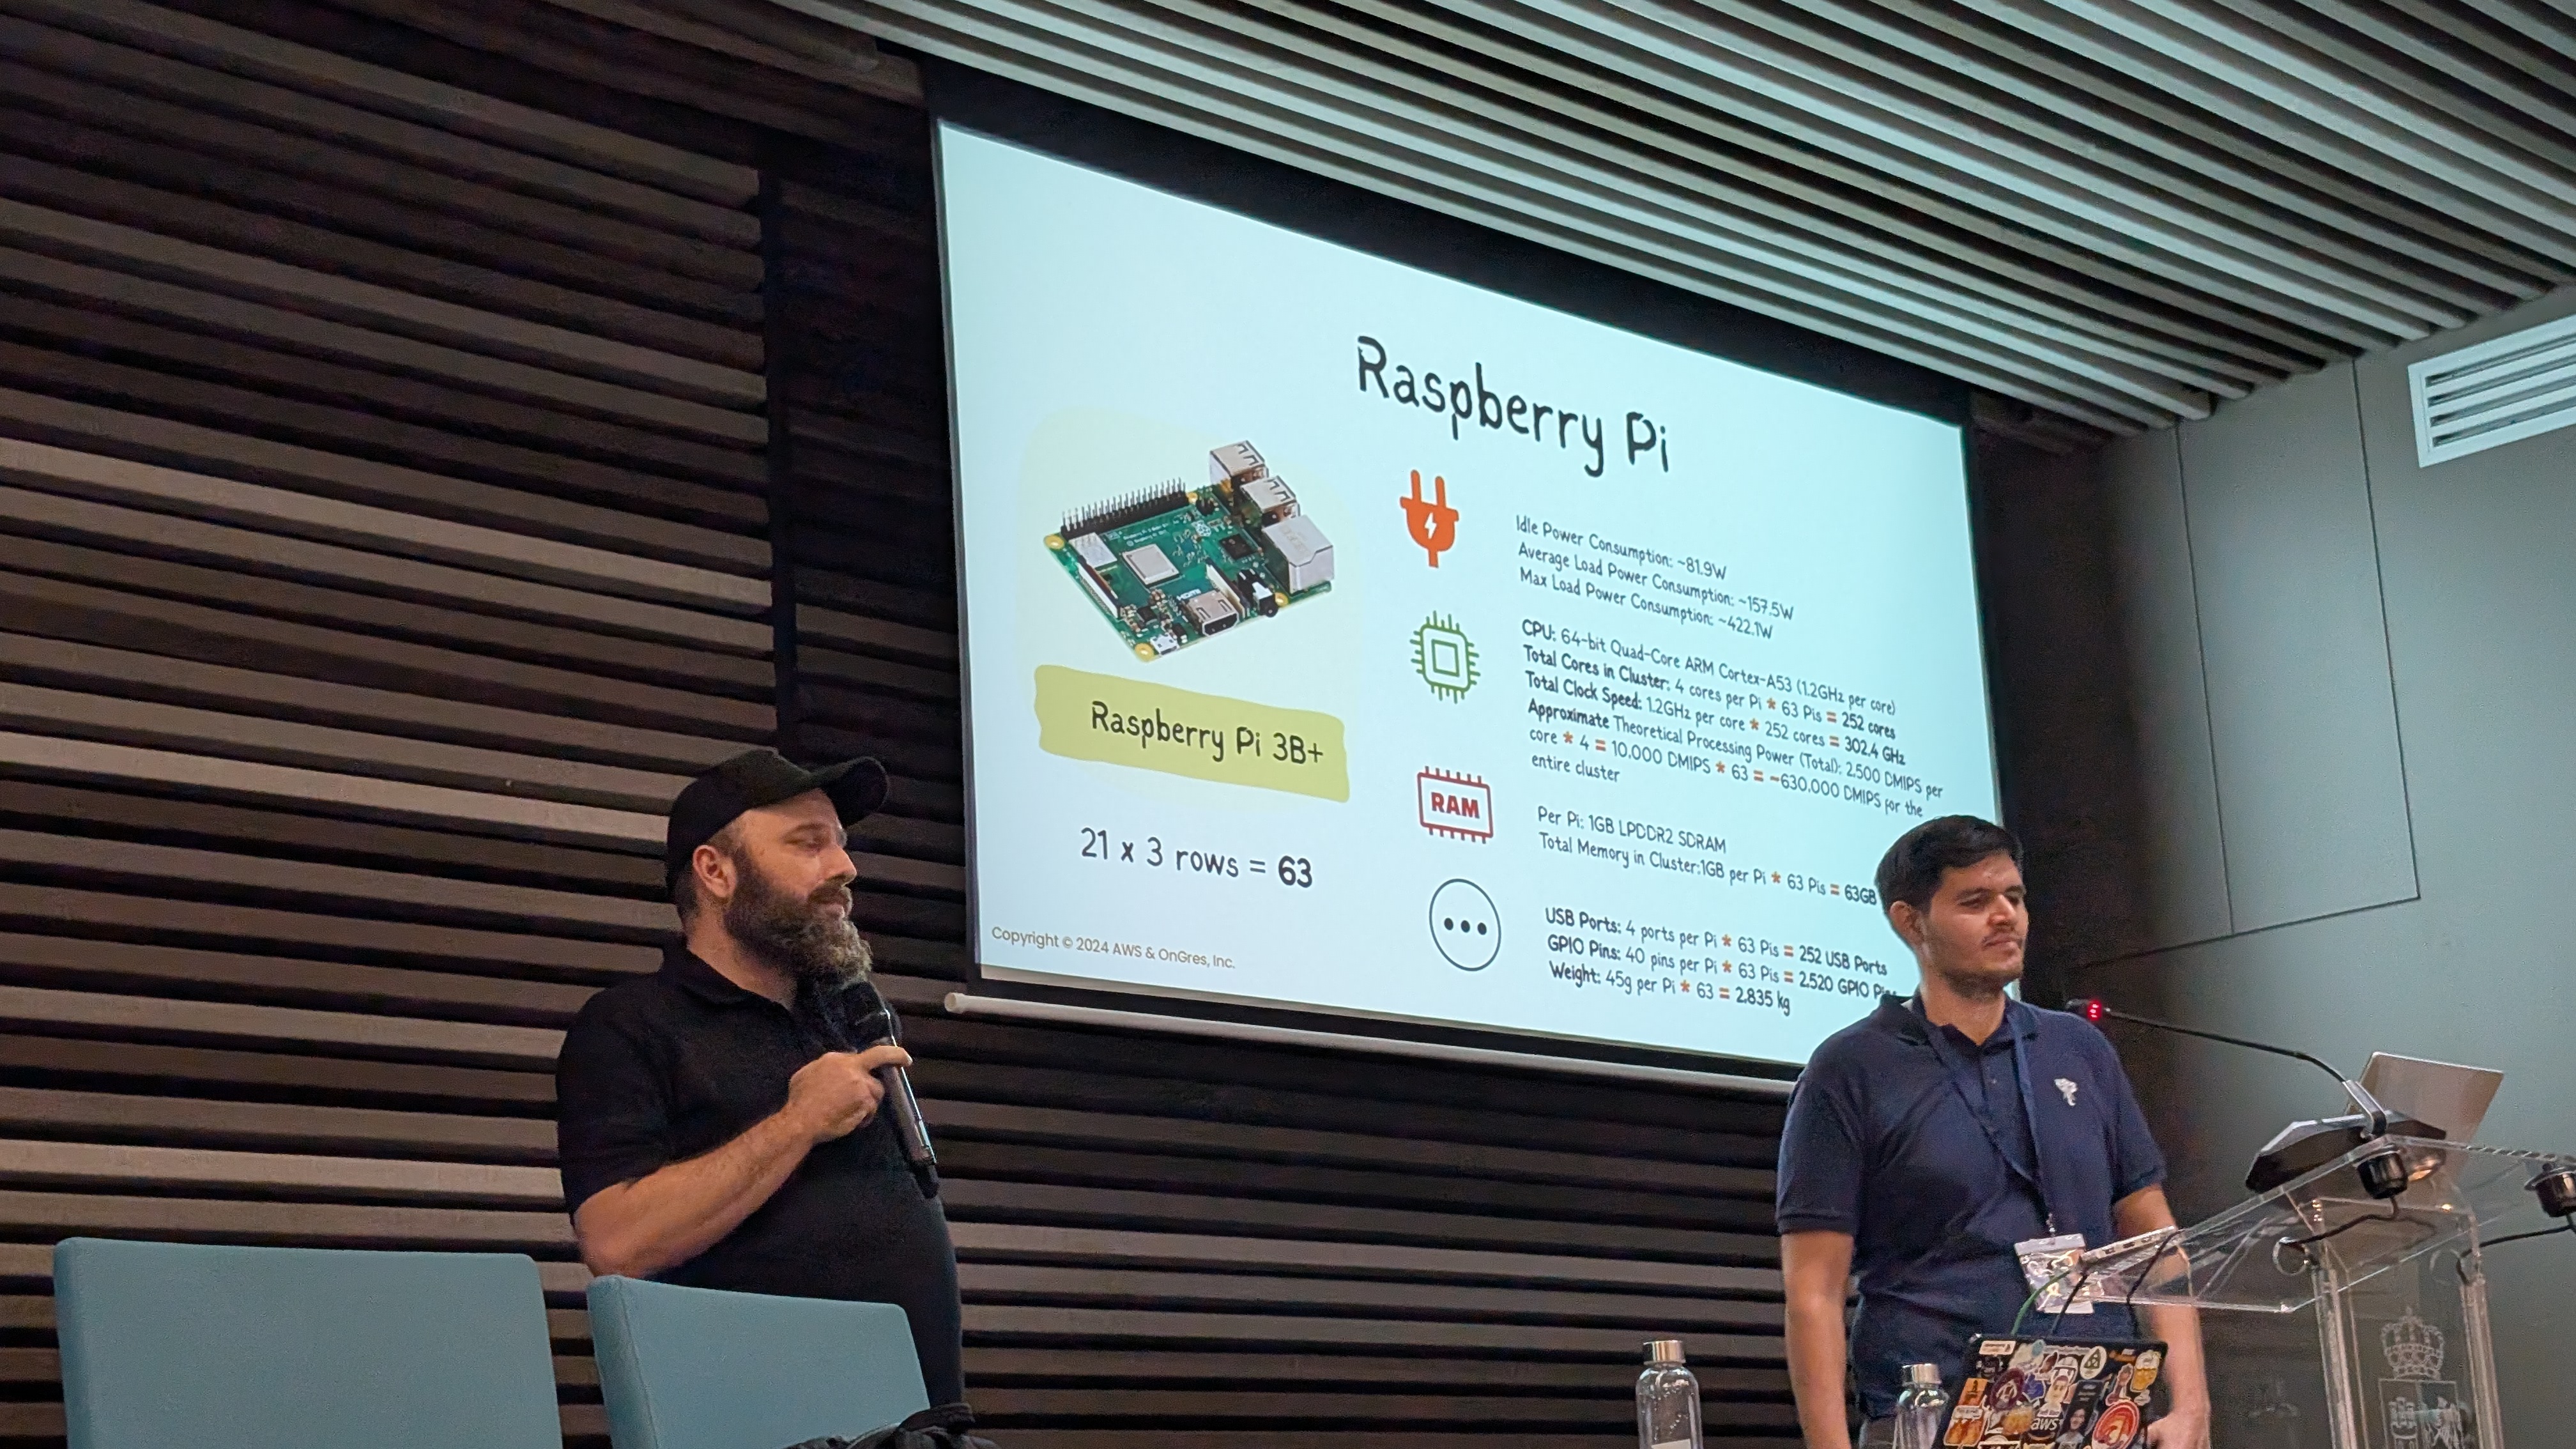 Raspberry Pi
HDMI
Raspberry Pi 3B+
21 x 3 rows = 63
Copyright © 2024 AWS & OnGres, Inc.
Idle Power Consumption: ~81.9W
Average Load Power Consumption: ~157.5W
Max Load Power Consumption: ~422.1W
CPU: 64-bit Quad-Core ARM Cortex-A53 (1.2GHz per core)
Total Cores in Cluster: 4 cores per Pi * 63 Pis = 252 cores
Total Clock Speed: 1.2GHz per core * 252 cores = 302.4 GHz
Approximate Theoretical Processing Power (Total): 2.500 DMIPS per
core * 4 = 10.000 DMIPS * 63 = ~630.000 DMIPS for the
entire cluster
RAM
Per Pi: 1GB LPDDR2 SDRAM
Total Memory in Cluster:1GB per Pi * 63 Pis = 63GB
USB Ports: 4 ports per Pi * 63 Pis = 252 USB Ports
GPIO Pins: 40 pins per Pi * 63 Pis = 2.520 GPIO
Weight: 45g per Pi * 63 = 2.835 kg
aws